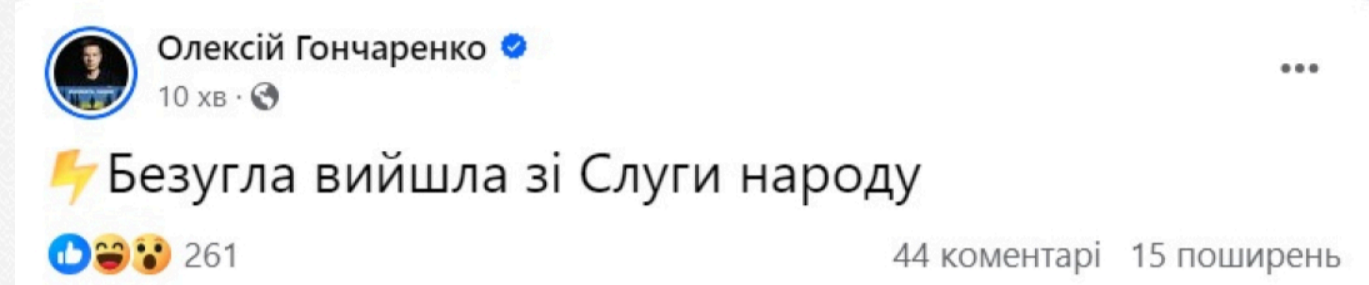 Олексій Гончаренко
10 хв ·
⚡Безугла вийшла зі Слуги народу
261
44 коментарі 15 поширень